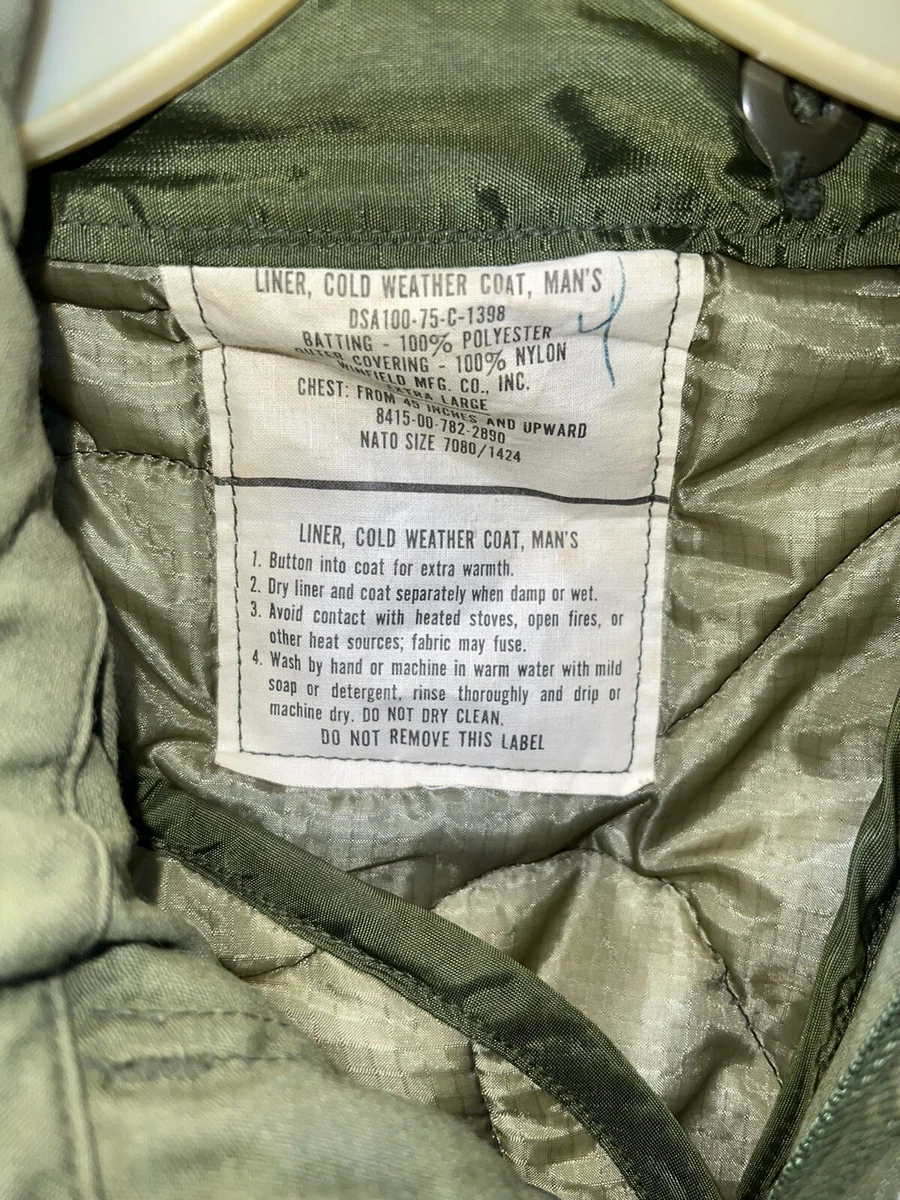 LINER, COLD WEATHER COAT, MAN'S
DSA100-75-C-1398
BATTING - 100% POLYESTER
OUTER COVERING - 100% NYLON
WINFIELD MFG. CO., INC.
EXTRA LARGE
CHEST: FROM 45 INCHES AND UPWARD
8415-00-782-2890
NATO SIZE 7080/1424
LINER, COLD WEATHER COAT, MAN'S
1. Button into coat for extra warmth.
2. Dry liner and coat separately when damp or wet.
3. Avoid contact with heated stoves, open fires, or
other heat sources; fabric may fuse.
4. Wash by hand or machine in warm water with mild
soap or detergent, rinse thoroughly and drip or
machine dry. DO NOT DRY CLEAN.
DO NOT REMOVE THIS LABEL